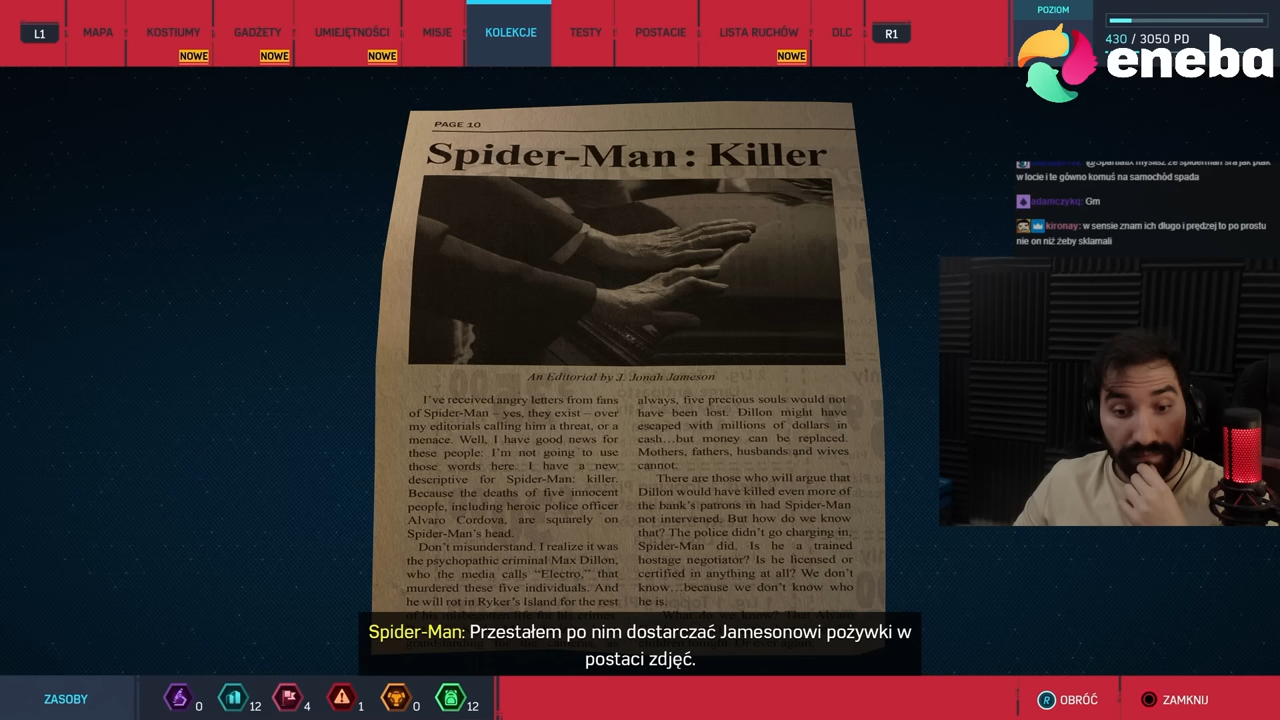 L1
MAPA
KOSTIUMY
NOWE
GADŻETY
NOWE
UMIEJĘTNOŚCI
NOWE
MISJE
KOLEKCJE
TESTY
POSTACIE
LISTA RUCHÓW
NOWE
DLC
R1
POZIOM
430 / 3050 PD
eneba
w locie i te gówno komuś na samochód spada
adamczykq: Gm
kironay: w sensie znam ich długo i prędzej to po prostu
nie on niż żeby skłamali
PAGE 10
Spider-Man: Killer
An Editorial by J. Jonah Jameson
I've received angry letters from fans
of Spider-Man – yes, they exist – over
my editorials calling him a threat, or a
menace. Well, I have good news for
these people: I'm not going to use
those words here. I have a new
descriptive for Spider-Man: killer.
Because the deaths of five innocent
people, including heroic police officer
Alvaro Cordova, are squarely on
Spider-Man's head.
Don't misunderstand. I realize it was
the psychopathic criminal Max Dillon,
who the media calls "Electro," that
murdered these five individuals. And
he will rot in Ryker's Island for the rest
always, five precious souls would not
have been lost. Dillon might have
escaped with millions of dollars in
cash...but money can be replaced.
Mothers, fathers, husbands and wives
cannot.
There are those who will argue that
Dillon would have killed even more of
the bank's patrons in had Spider-Man
not intervened. But how do we know
that? The police didn't go charging in,
Spider-Man did. Is he a trained
hostage negotiator? Is he licensed or
certified in anything at all? We don't
know...because we don't know who
he is.
Spider-Man: Przestałem po nim dostarczać Jamesonowi pożywki w
postaci zdjęć.
ZASOBY
0
12
4
1
0
12
R OBRÓĆ
ZAMKNIJ